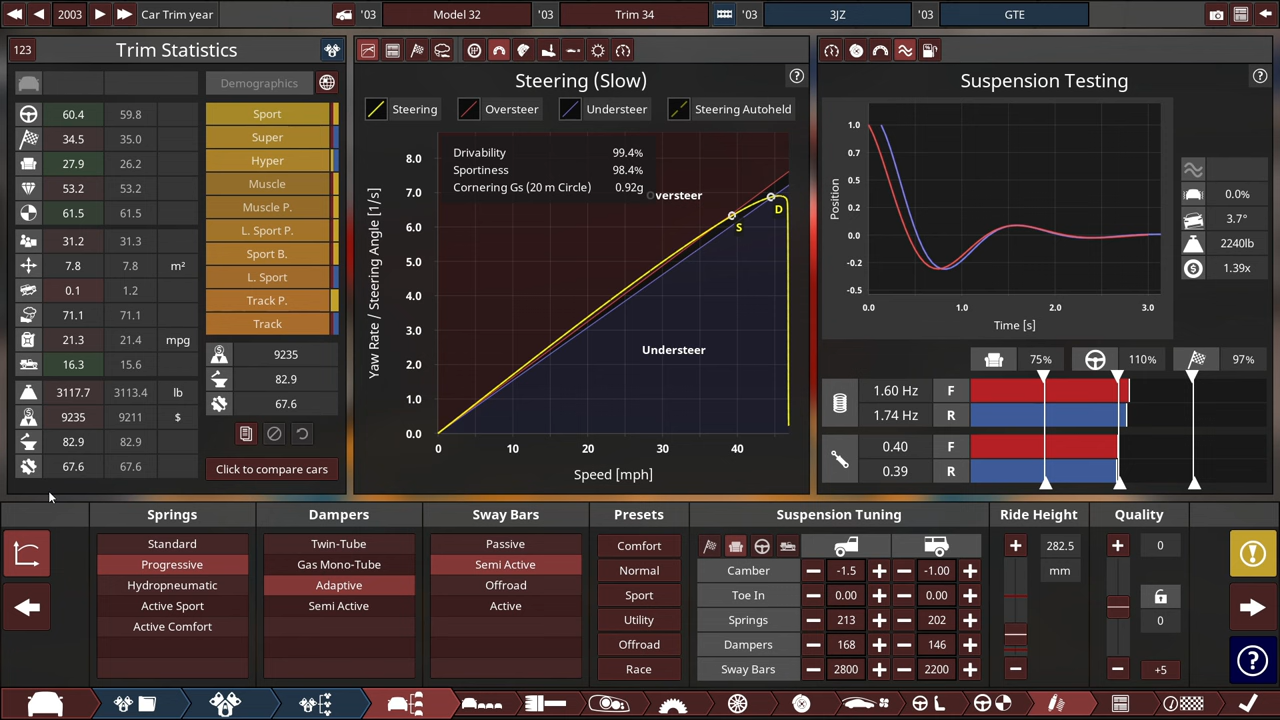 2003 Car Trim year '03 Model 32 '03 Trim 34 '03 3JZ '03 GTE
123 Trim Statistics
Demographics
60.4 59.8 Sport
34.5 35.0 Super
27.9 26.2 Hyper
53.2 53.2 Muscle
61.5 61.5 Muscle P.
31.2 31.3 L. Sport P.
7.8 7.8 m² Sport B.
0.1 1.2 L. Sport
71.1 71.1 Track P.
21.3 21.4 mpg Track
16.3 15.6
3117.7 3113.4 lb
9235 9211 $
82.9 82.9
67.6 67.6
9235
82.9
67.6
Click to compare cars
Steering (Slow)
Steering Oversteer Understeer Steering Autoheld
Drivability 99.4%
Sportiness 98.4%
Cornering Gs (20 m Circle) 0.92g
Oversteer
S
D
Understeer
Yaw Rate / Steering Angle [1/s]
8.0
7.0
6.0
5.0
4.0
3.0
2.0
1.0
0.0
0 10 20 30 40
Speed [mph]
Suspension Testing
Position
1.0
0.7
0.5
0.2
0.0
-0.2
-0.5
0.0 1.0 2.0 3.0
Time [s]
0.0%
3.7°
2240lb
1.39x
75% 110% 97%
1.60 Hz F
1.74 Hz R
0.40 F
0.39 R
Springs
Standard
Progressive
Hydropneumatic
Active Sport
Active Comfort
Dampers
Twin-Tube
Gas Mono-Tube
Adaptive
Semi Active
Sway Bars
Passive
Semi Active
Offroad
Active
Presets
Comfort
Normal
Sport
Utility
Offroad
Race
Suspension Tuning
Camber -1.5 -1.00
Toe In 0.00 0.00
Springs 213 202
Dampers 168 146
Sway Bars 2800 2200
Ride Height
282.5
mm
Quality
0
0
+5